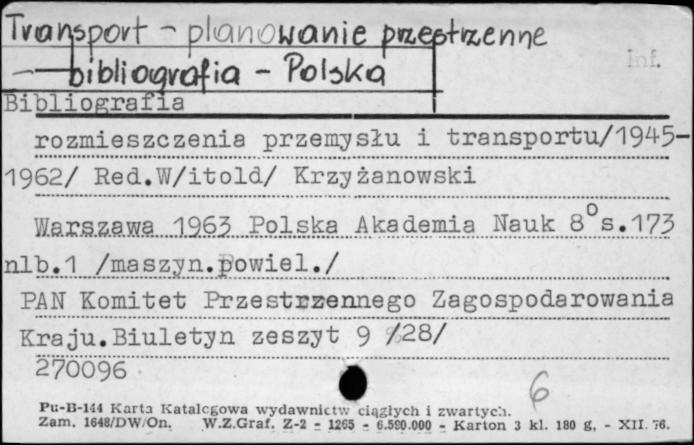 Transport - planowanie przestrzenne
- bibliografia - Polska
inf.
Bibliografia
rozmieszczenia przemysłu i transportu/1945-
1962/ Red.W/itold/ Krzyżanowski
Warszawa 1963 Polska Akademia Nauk 8° s.173
nlb.1 /maszyn.powiel./
PAN Komitet Przestrzennego Zagospodarowania
Kraju.Biuletyn zeszyt 9 /28/
270096
6
Pu-B-144 Karta Katalogowa wydawnictw ciągłych i zwartych.
Zam. 1648/DW/On. W.Z.Graf. Z-2 - 1265 - 6.590.000 - Karton 3 kl. 180 g. - XII. 76.